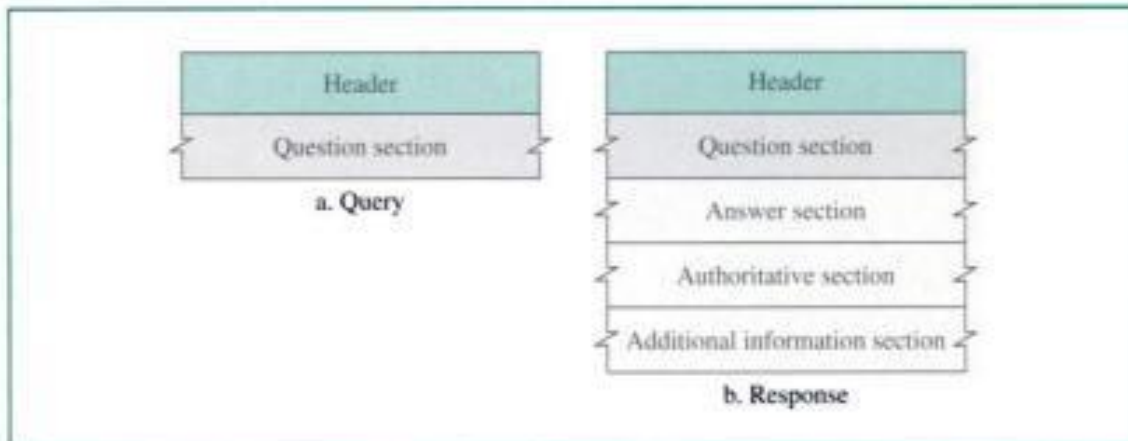 Header
Question section
a. Query
Header
Question section
Answer section
Authoritative section
Additional information section
b. Response